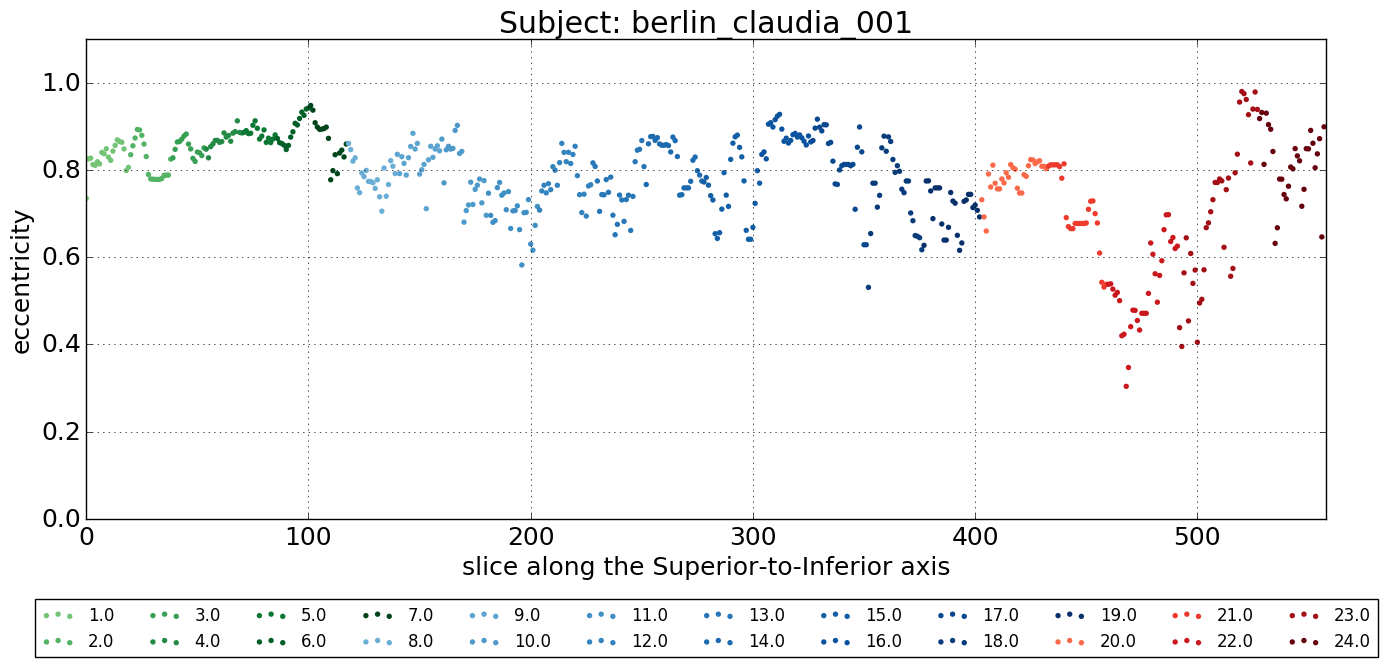 Subject: berlin_claudia_001
1.0
0.8
0.6
0.4
0.2
0.0
eccentricity
0 100 200 300 400 500
slice along the Superior-to-Inferior axis
1.0 3.0 5.0 7.0 9.0 11.0 13.0 15.0 17.0 19.0 21.0 23.0
2.0 4.0 6.0 8.0 10.0 12.0 14.0 16.0 18.0 20.0 22.0 24.0